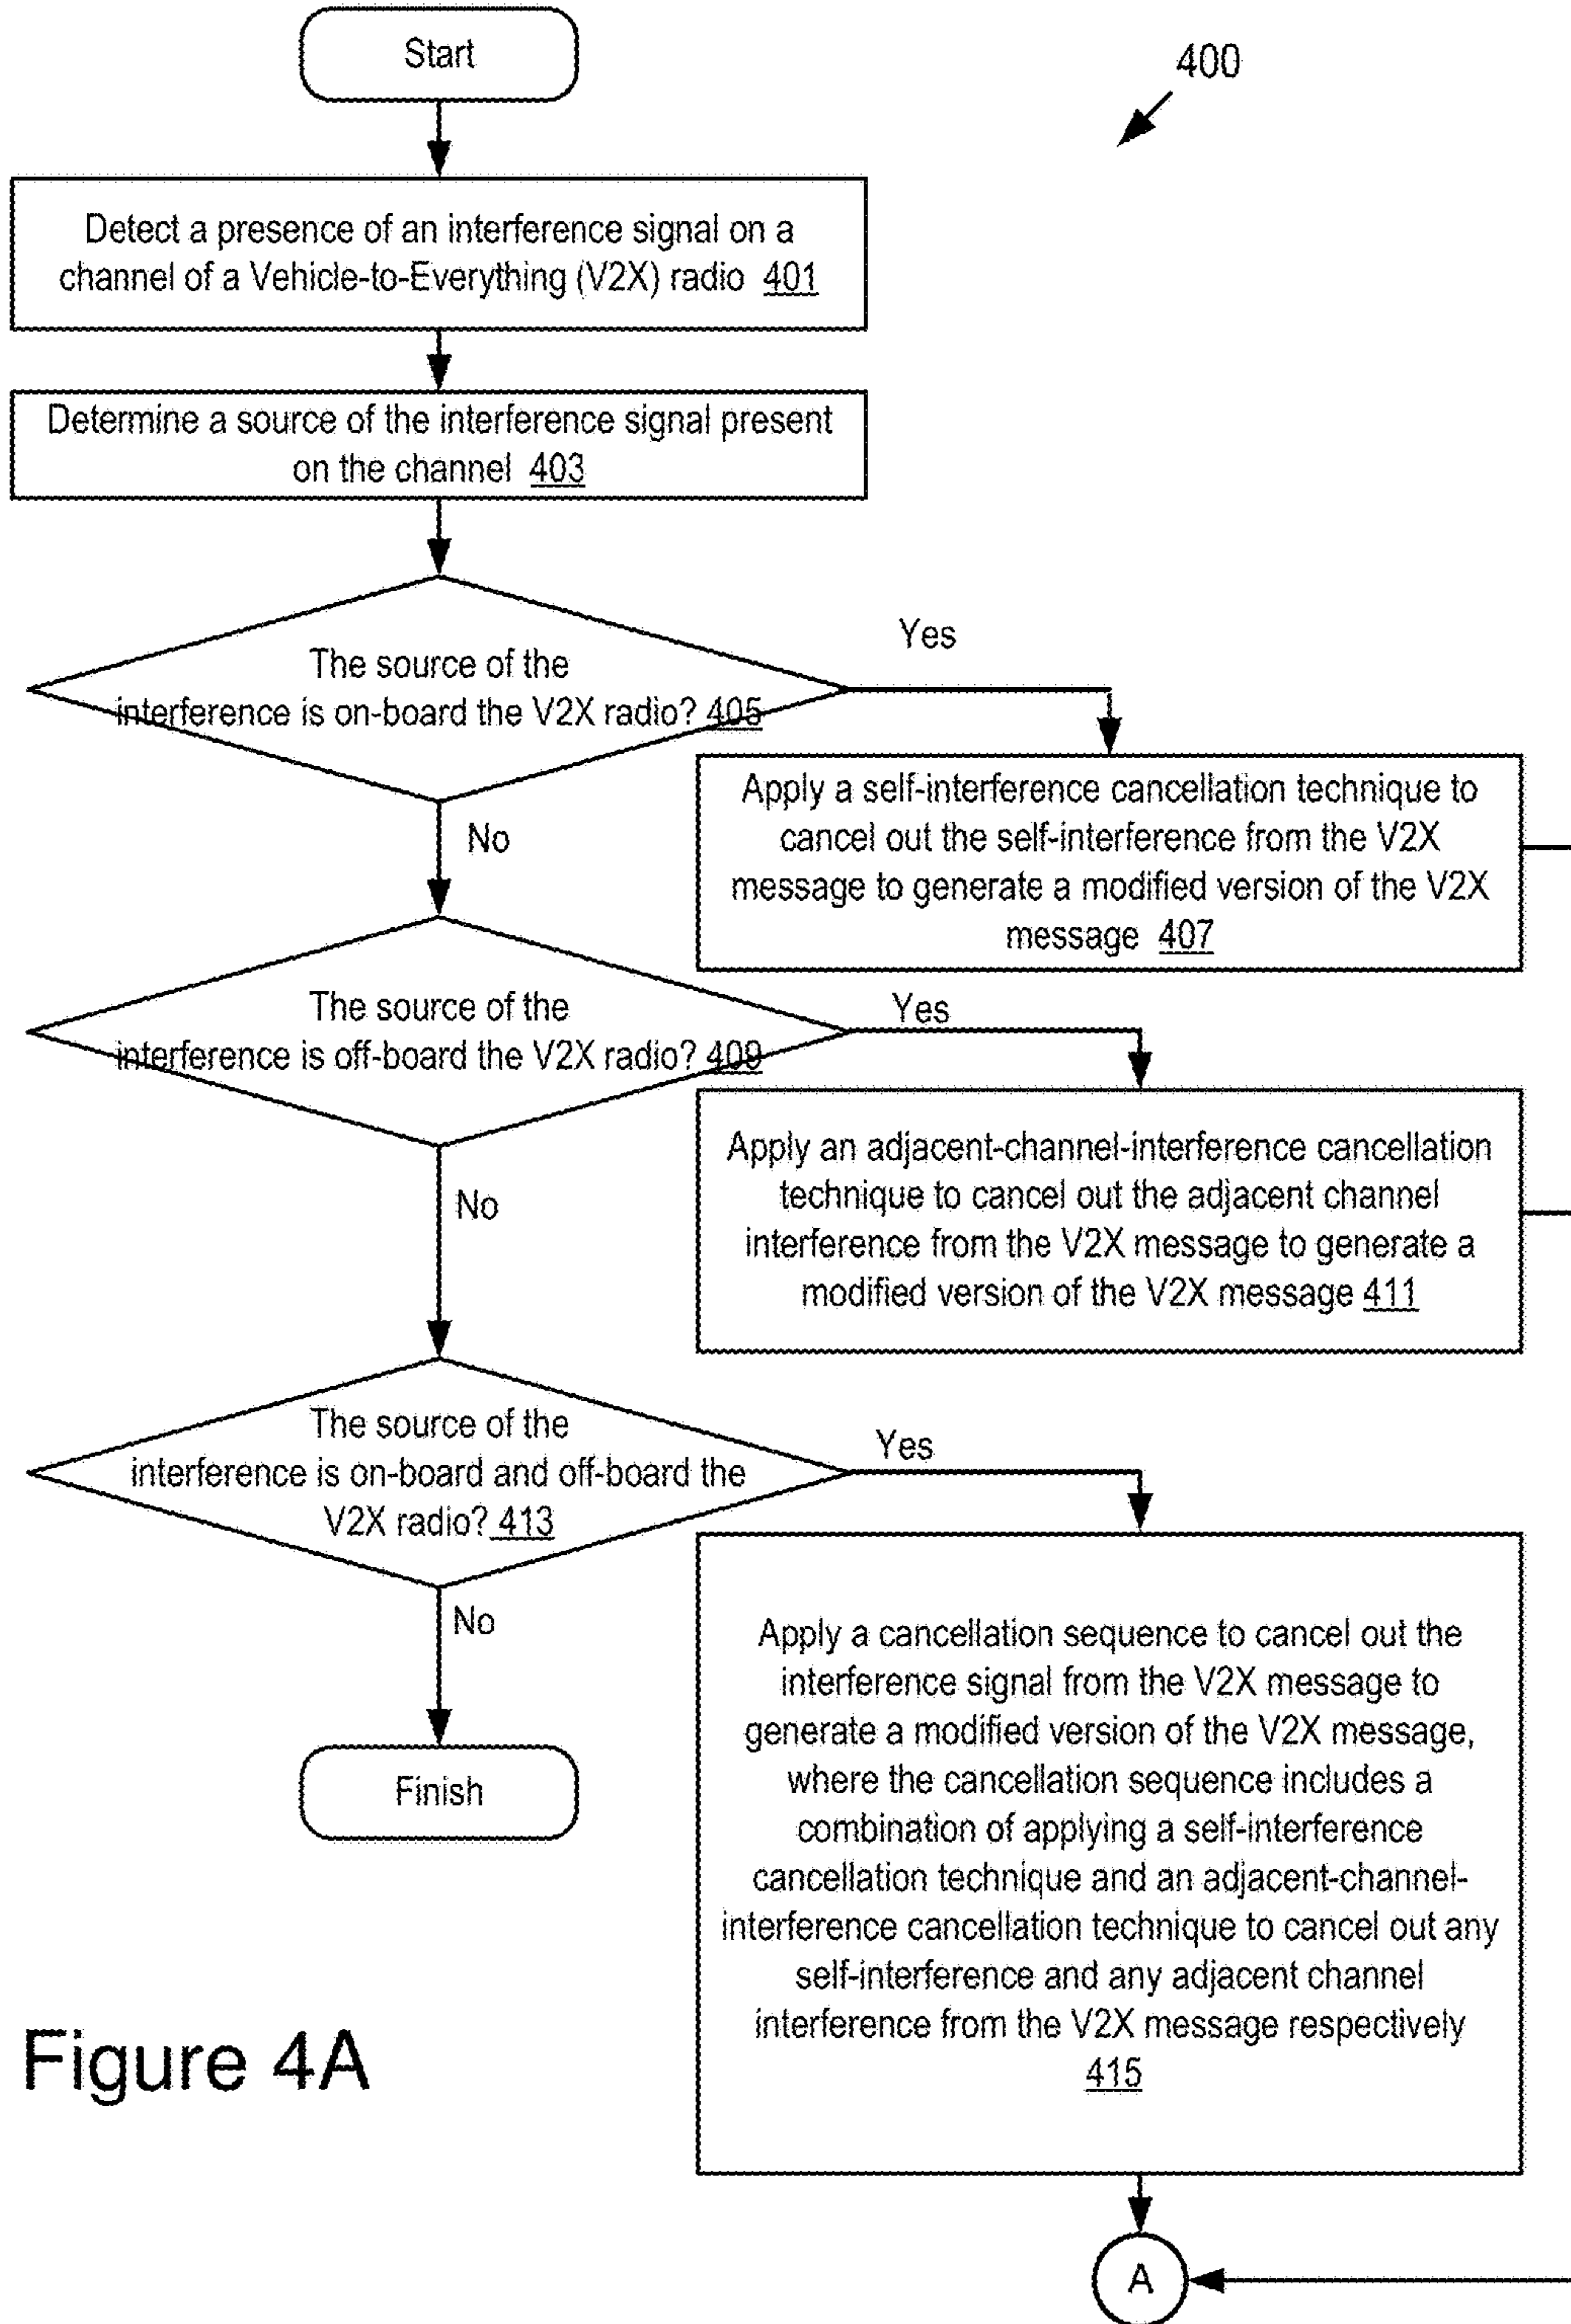 Start
400
Detect a presence of an interference signal on a
channel of a Vehicle-to-Everything (V2X) radio 401
Determine a source of the interference signal present
on the channel 403
The source of the
interference is on-board the V2X radio? 405
Yes
No
Apply a self-interference cancellation technique to
cancel out the self-interference from the V2X
message to generate a modified version of the V2X
message 407
The source of the
interference is off-board the V2X radio? 409
Yes
No
Apply an adjacent-channel-interference cancellation
technique to cancel out the adjacent channel
interference from the V2X message to generate a
modified version of the V2X message 411
The source of the
interference is on-board and off-board the
V2X radio? 413
Yes
No
Finish
Apply a cancellation sequence to cancel out the
interference signal from the V2X message to
generate a modified version of the V2X message,
where the cancellation sequence includes a
combination of applying a self-interference
cancellation technique and an adjacent-channel-
interference cancellation technique to cancel out any
self-interference and any adjacent channel
interference from the V2X message respectively
415
Figure 4A
A